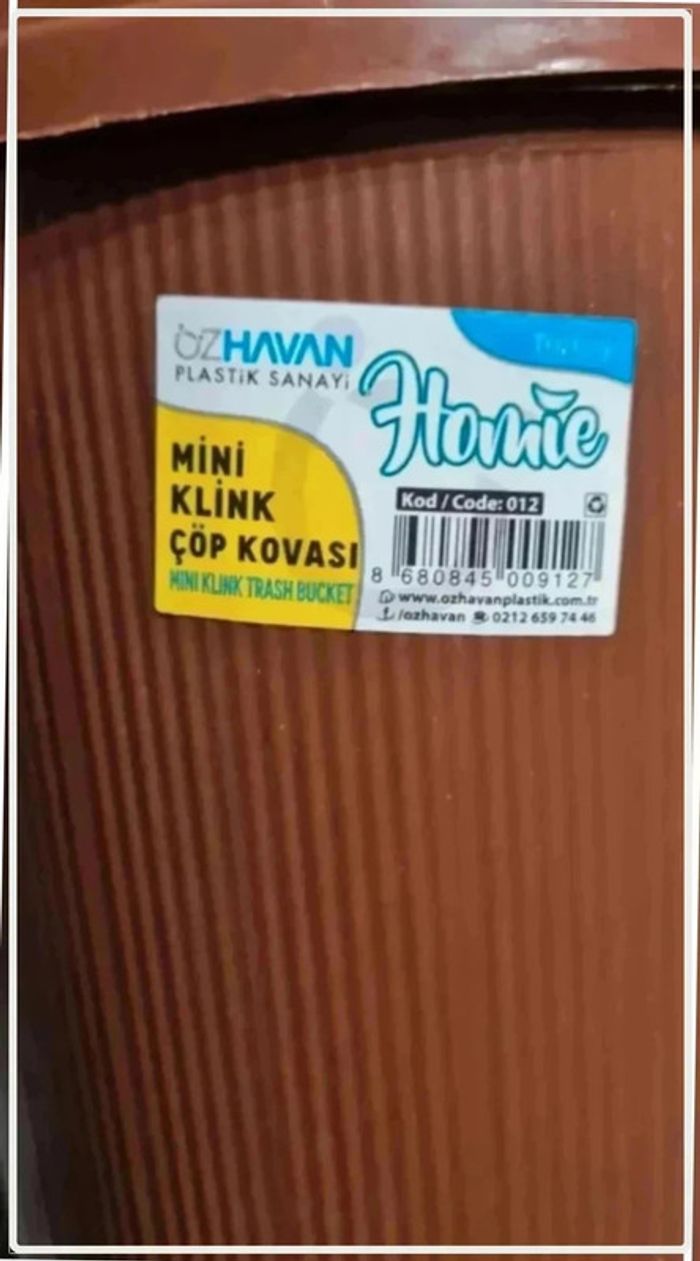 ÖZHAVAN
PLASTİK SANAYİ
Homie
MİNİ
KLİNK
ÇÖP KOVASI
MINI KLINK TRASH BUCKET
Kod / Code: 012
8 680845 009127
www.ozhavanplastik.com.tr
/ozhavan 0212 659 74 46